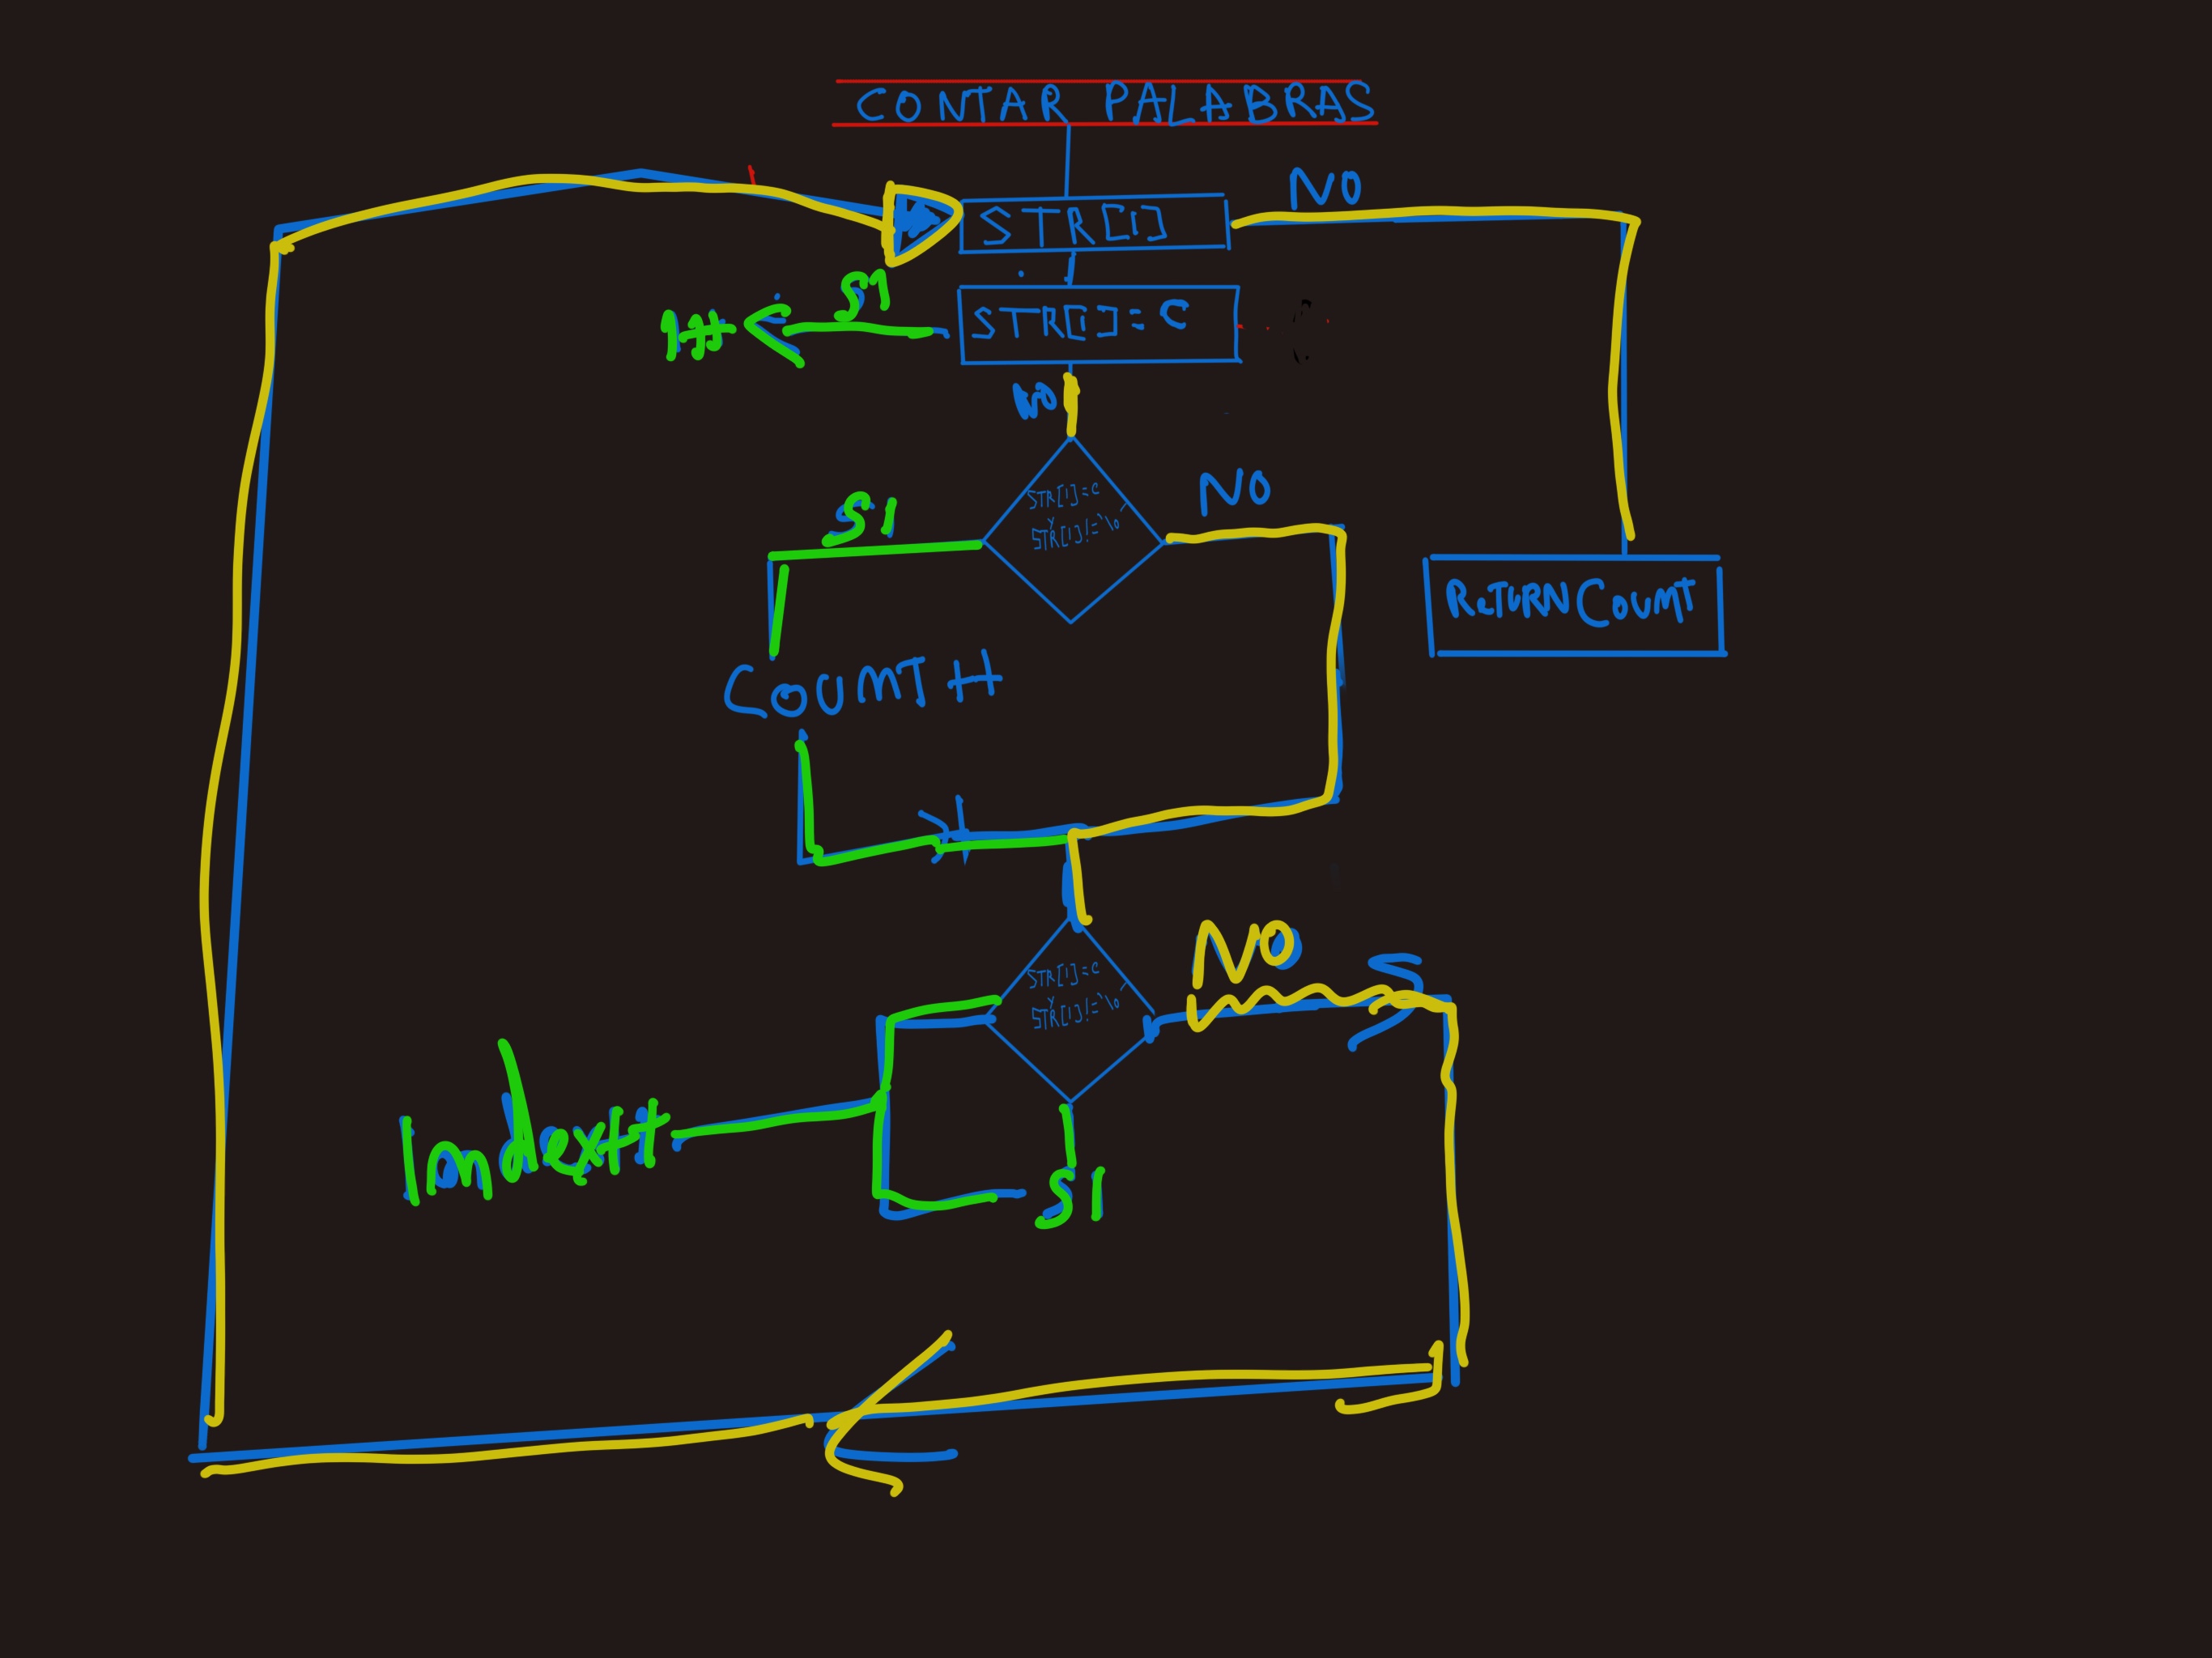 CONTAR PALABRAS
NO
STR[I]
SI
I++
STR[I]=C
NO
STR[I]=C
Y
STR[I]!='\0'
NO
SI
RETURN COUNT
COUNT++
STR[I]=C
Y
STR[I]!='\0'
NO
Index++
SI